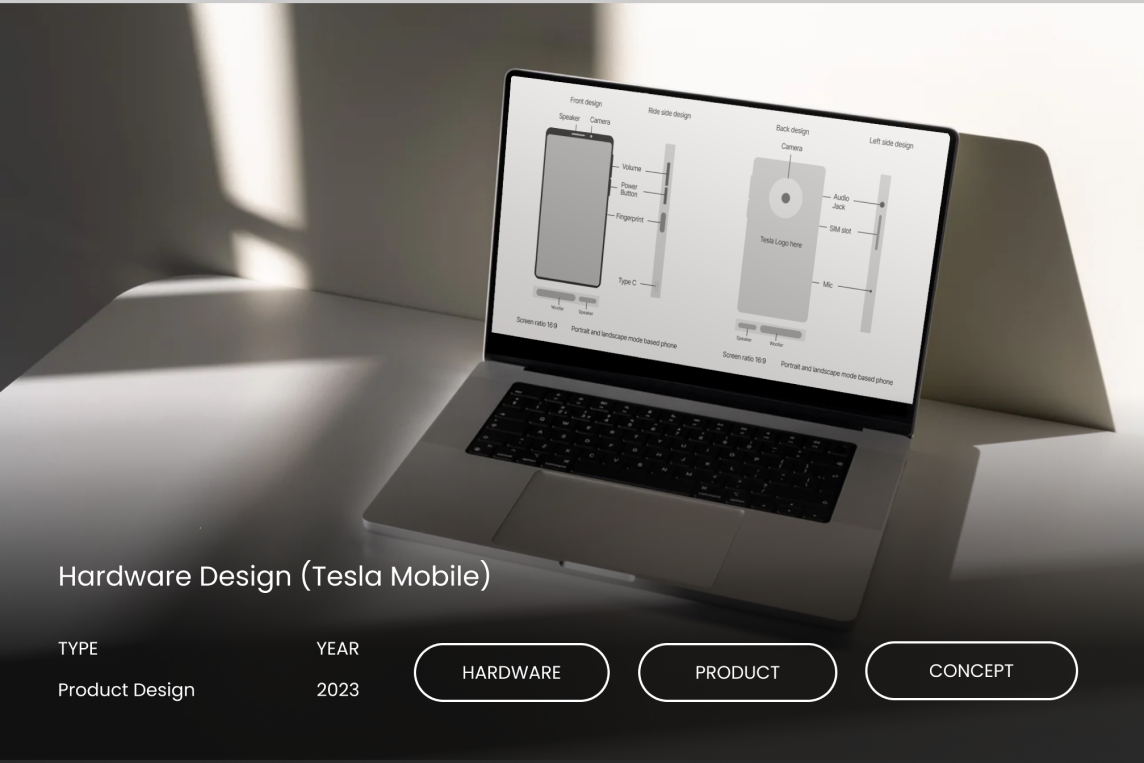 Front design
Ride side design
Speaker Camera
Volume
Power
Button
Fingerprint
Type C
Woofer
Speaker
Screen ratio 16:9
Portrait and landscape mode based phone
Back design
Left side design
Camera
Audio
Jack
SIM slot
Tesla Logo here
Mic
Speaker
Woofer
Screen ratio 16:9
Portrait and landscape mode based phone
Hardware Design (Tesla Mobile)
TYPE
YEAR
Product Design
2023
HARDWARE
PRODUCT
CONCEPT